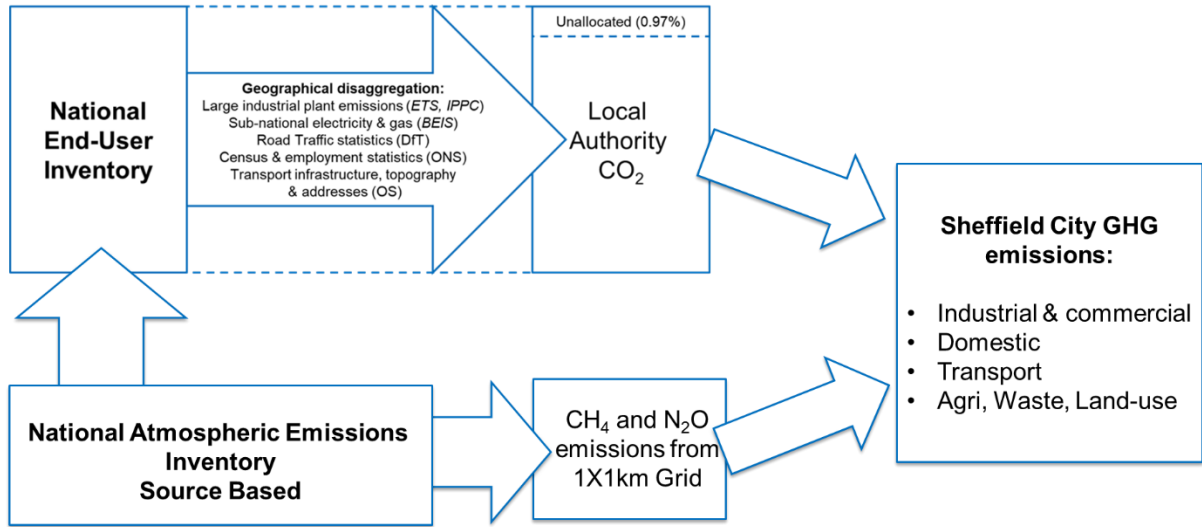 Unallocated (0.97%)
National
End-User
Inventory
Geographical disaggregation:
Large industrial plant emissions (ETS, IPPC)
Sub-national electricity & gas (BEIS)
Road Traffic statistics (DfT)
Census & employment statistics (ONS)
Transport infrastructure, topography
& addresses (OS)
Local
Authority
CO₂
Sheffield City GHG
emissions:
• Industrial & commercial
• Domestic
• Transport
• Agri, Waste, Land-use
National Atmospheric Emissions
Inventory
Source Based
CH₄ and N₂O
emissions from
1X1km Grid